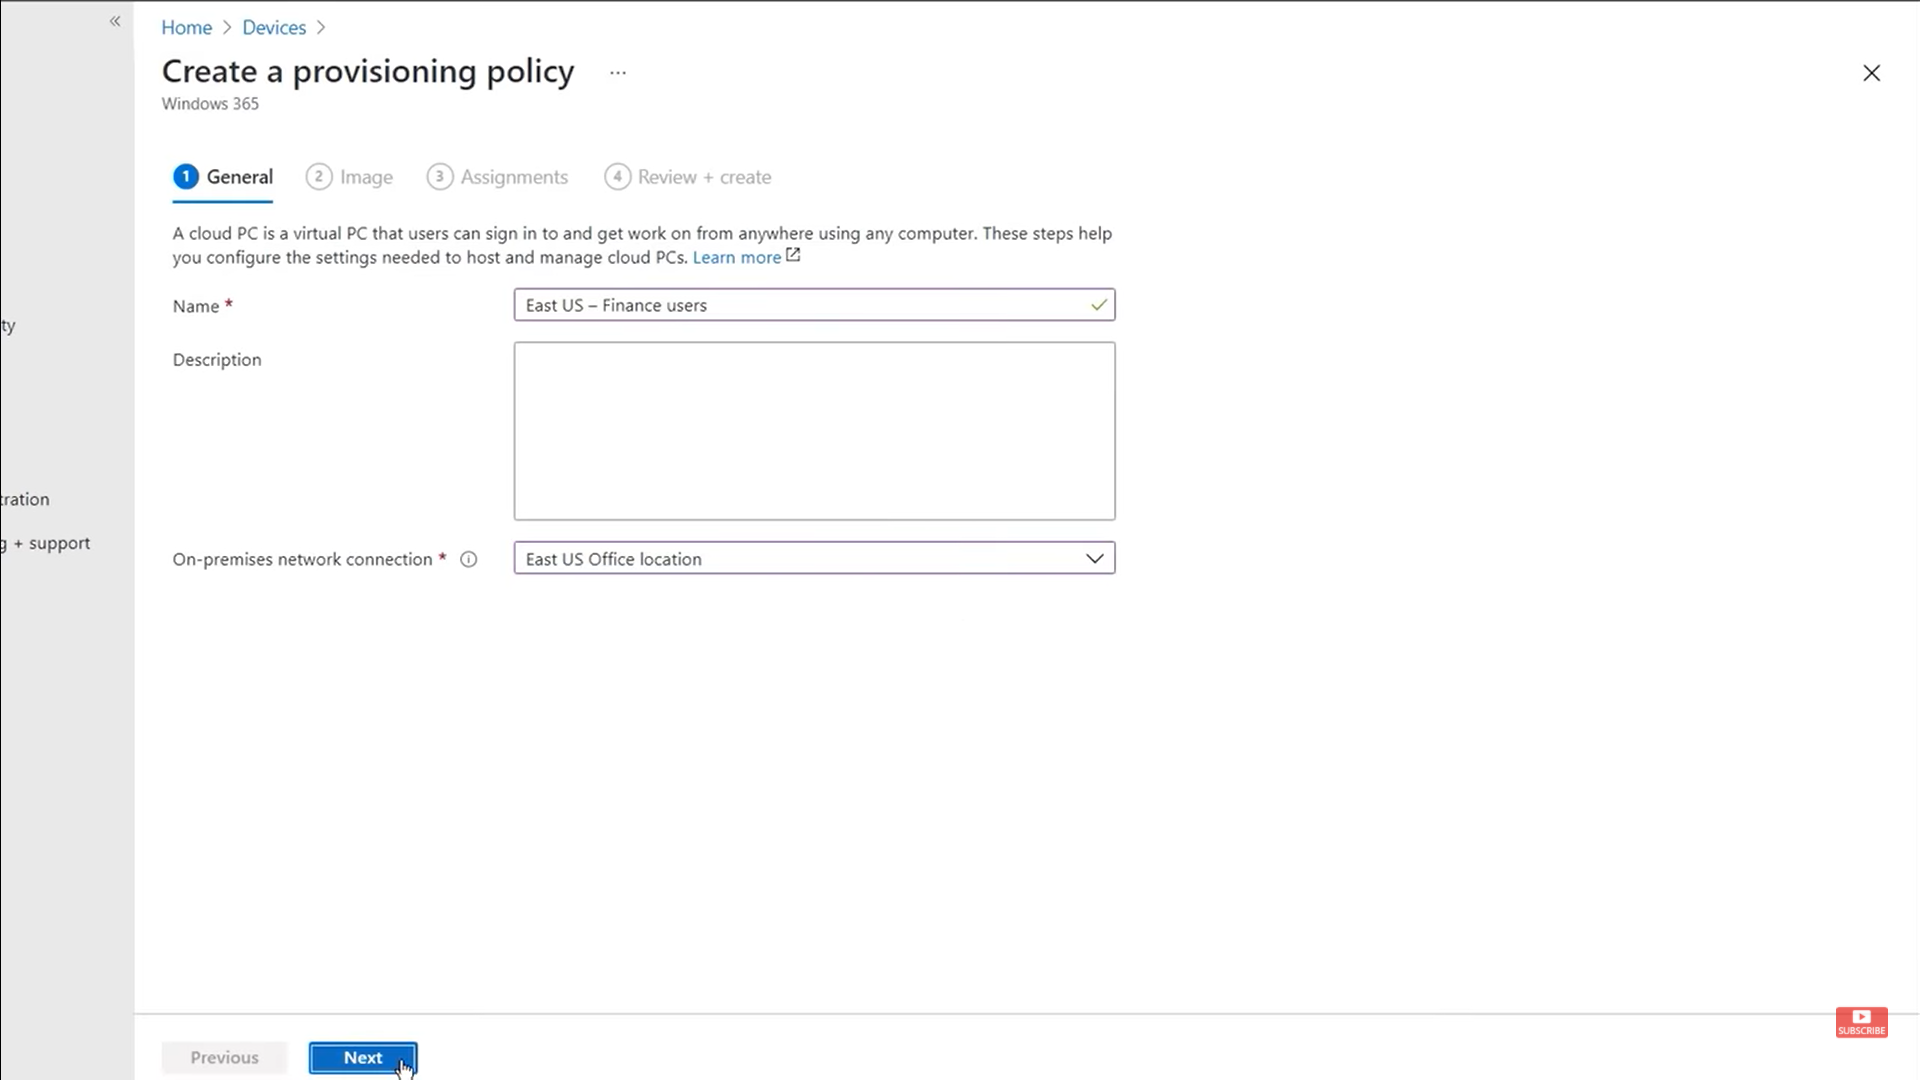 Home > Devices >
Create a provisioning policy ...
Windows 365
1 General 2 Image 3 Assignments 4 Review + create
A cloud PC is a virtual PC that users can sign in to and get work on from anywhere using any computer. These steps help
you configure the settings needed to host and manage cloud PCs. Learn more
Name * East US – Finance users
ty
Description
tration
g + support
On-premises network connection * East US Office location
SUBSCRIBE
Previous Next